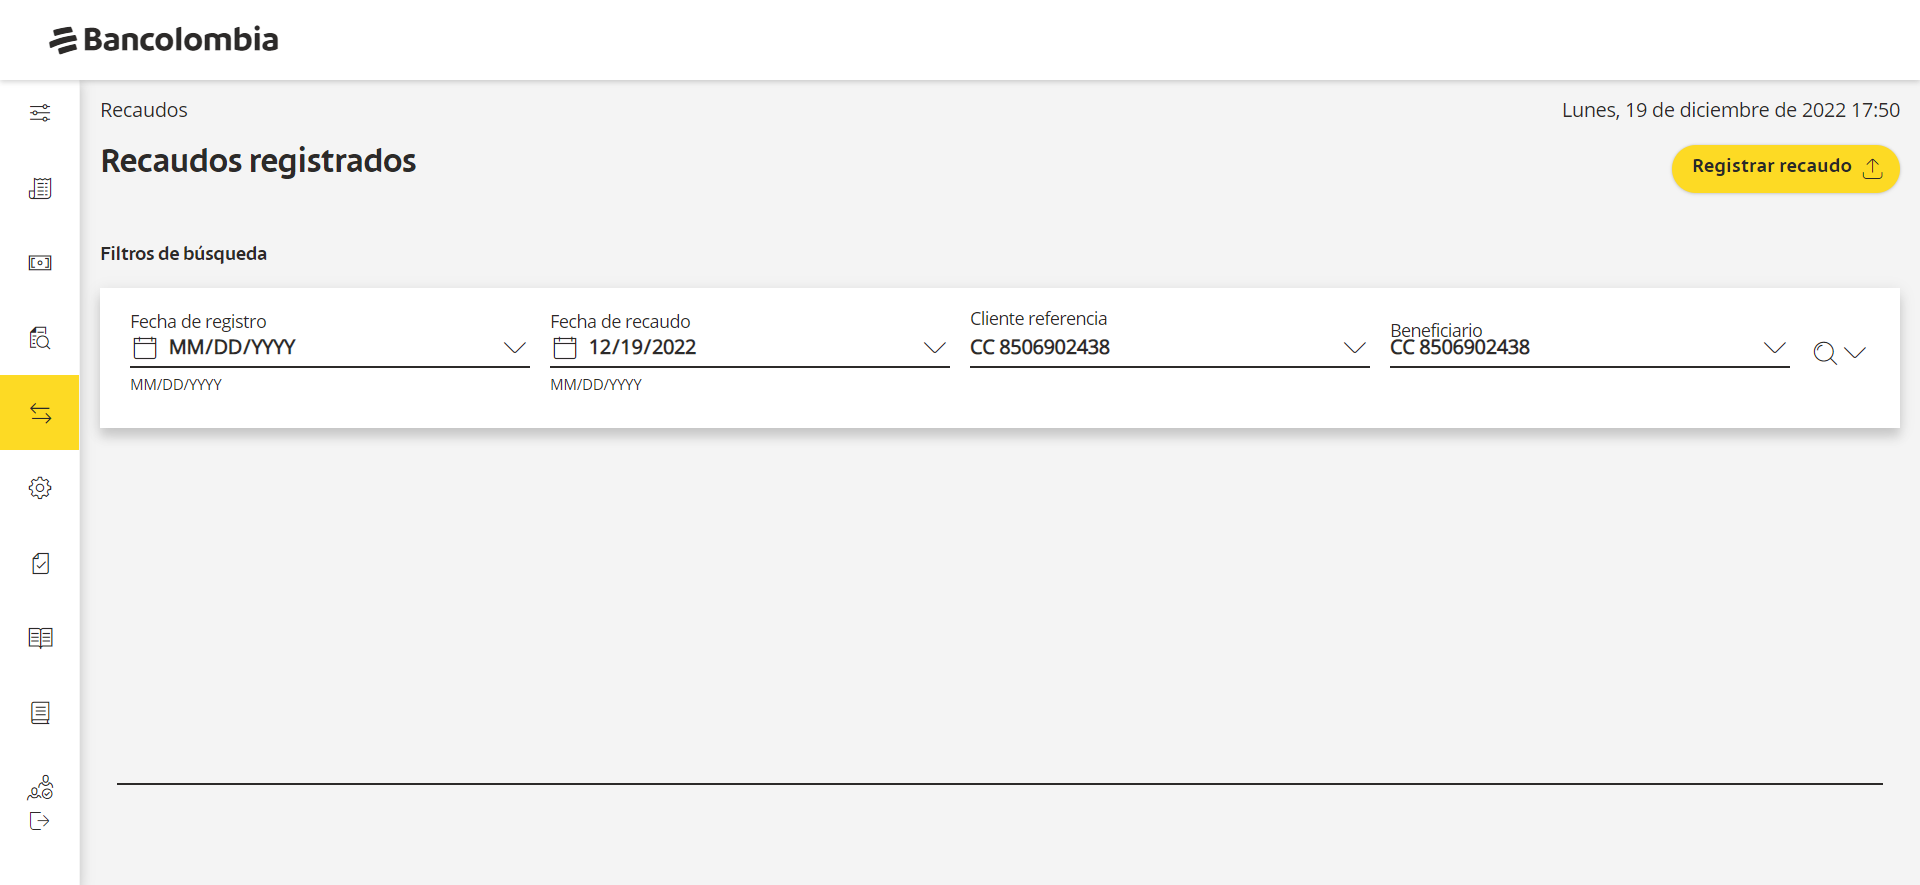 Bancolombia
Recaudos
Lunes, 19 de diciembre de 2022 17:50
Recaudos registrados
Registrar recaudo
Filtros de búsqueda
Fecha de registro
MM/DD/YYYY
MM/DD/YYYY
Fecha de recaudo
12/19/2022
MM/DD/YYYY
Cliente referencia
CC 8506902438
Beneficiario
CC 8506902438